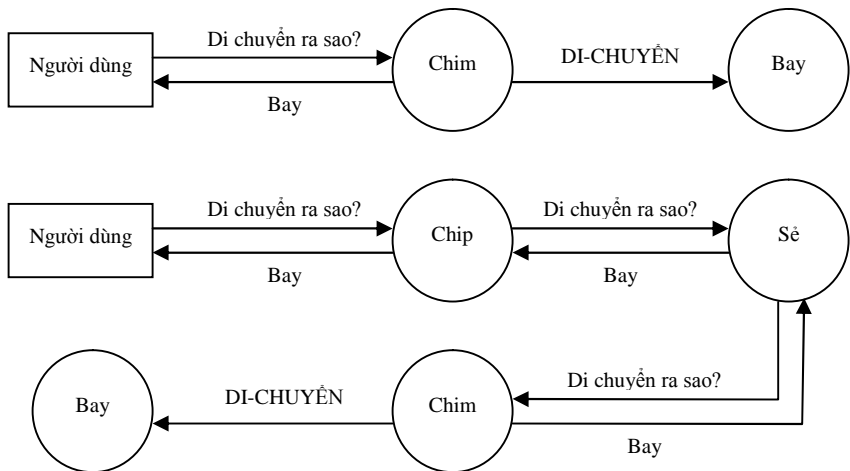 Di chuyển ra sao?
Người dùng
Chim
DI-CHUYỂN
Bay
Bay
Di chuyển ra sao?
Di chuyển ra sao?
Người dùng
Chip
Sẻ
Bay
Bay
Di chuyển ra sao?
Bay
DI-CHUYỂN
Chim
Bay